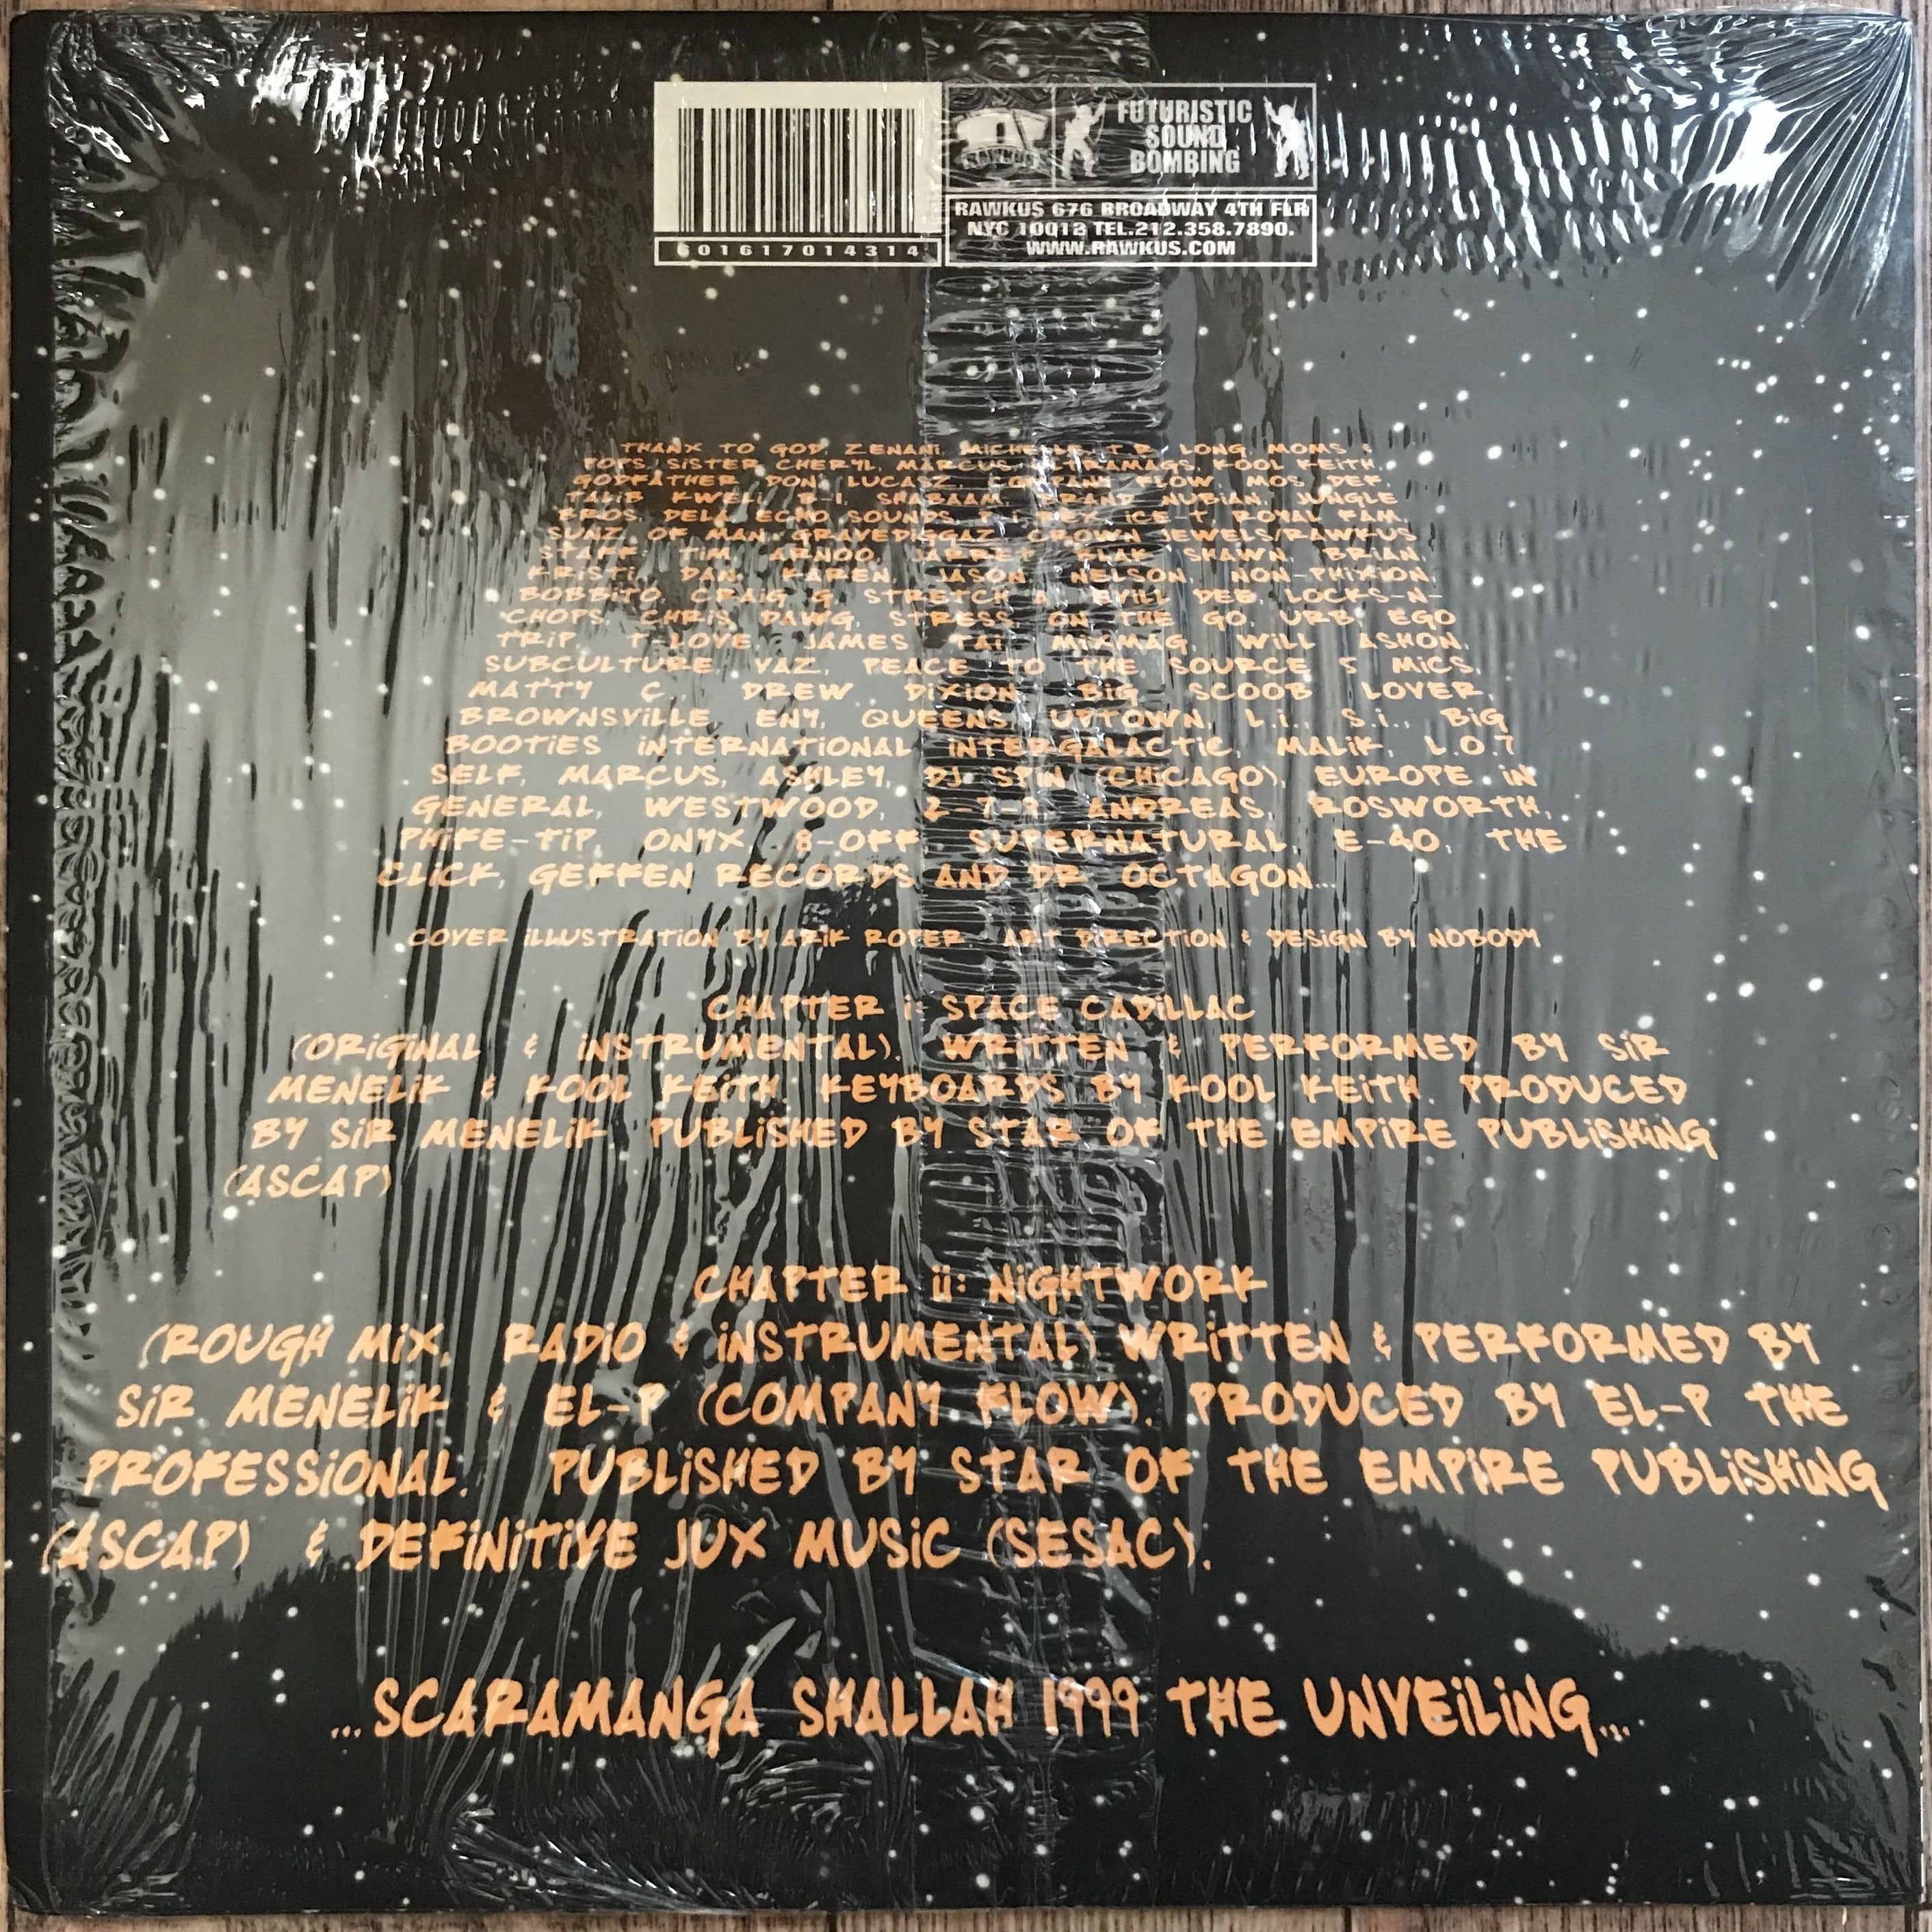 FUTURISTIC
SOUND
BOMBING
RAWKUS
RAWKUS 676 BROADWAY 4TH FLR
NYC 10012 TEL.212.358.7890.
WWW.RAWKUS.COM
601617014314
THANX TO GOD, ZENANI, MICHELLE, T.R. LONG, MOMS &
POPS, SISTER CHERYL, MARCUS, ULTRAMAGS, KOOL KEITH,
GODFATHER DON, LUCASZ, COMPANY FLOW, MOS DEF,
TALIB KWELI, SHABAAM, BRAND NUBIAN, JUNGLE
BROS, DELA, ECHO SOUNDS, ICE-T, ROYAL FAM,
SUNZ OF MAN, GRAVEDIGGAZ, CROWN JEWELS/RAWKUS
STAFF: TIM, ARNOO, JARRET, BLAK SHAWN, BRIAN,
KRISTI, DAN, KAREN, JASON, NELSON, NON-PHIXION,
BOBBITO, CRAIG G, STRETCH A, EVILL DEE, LOCKS-N-
CHOPS, CHRIS, DAWG, STRESS, ON THE GO, URB, EGO
TRIP, T-LOVE, JAMES TAI, MIXMAG, WILL ASHON,
SUBCULTURE, VAZ, PEACE TO THE SOURCE 5 MICS,
MATTY C, DREW DIXION, BIG SCOOB LOVER,
BROWNSVILLE, ENY, QUEENS, UPTOWN, L.I., S.I., BIG
BOOTIES INTERNATIONAL INTERGALACTIC, MALIK, L.O.T
SELF, MARCUS, ASHLEY, DJ SPIN (CHICAGO), EUROPE IN
GENERAL, WESTWOOD, ANDREAS, ROSWORTH,
PHIFE-TIP, ONYX, 8-OFF, SUPERNATURAL, E-40, THE
CLICK, GEFFEN RECORDS AND DR. OCTAGON...
COVER ILLUSTRATION BY ARIK ROPER ART DIRECTION & DESIGN BY NOBODY
CHAPTER i: SPACE CADILLAC
(ORIGINAL & INSTRUMENTAL). WRITTEN & PERFORMED BY SIR
MENELIK & KOOL KEITH. KEYBOARDS BY KOOL KEITH. PRODUCED
BY SIR MENELIK. PUBLISHED BY STAR OF THE EMPIRE PUBLISHING
(ASCAP)
CHAPTER ii: NIGHTWORK
(ROUGH MIX, RADIO & INSTRUMENTAL) WRITTEN & PERFORMED BY
SIR MENELIK & EL-P (COMPANY FLOW). PRODUCED BY EL-P THE
PROFESSIONAL. PUBLISHED BY STAR OF THE EMPIRE PUBLISHING
(ASCAP) & DEFINITIVE JUX MUSIC (SESAC).
...SCARAMANGA SHALLAH 1999 THE UNVEILING...